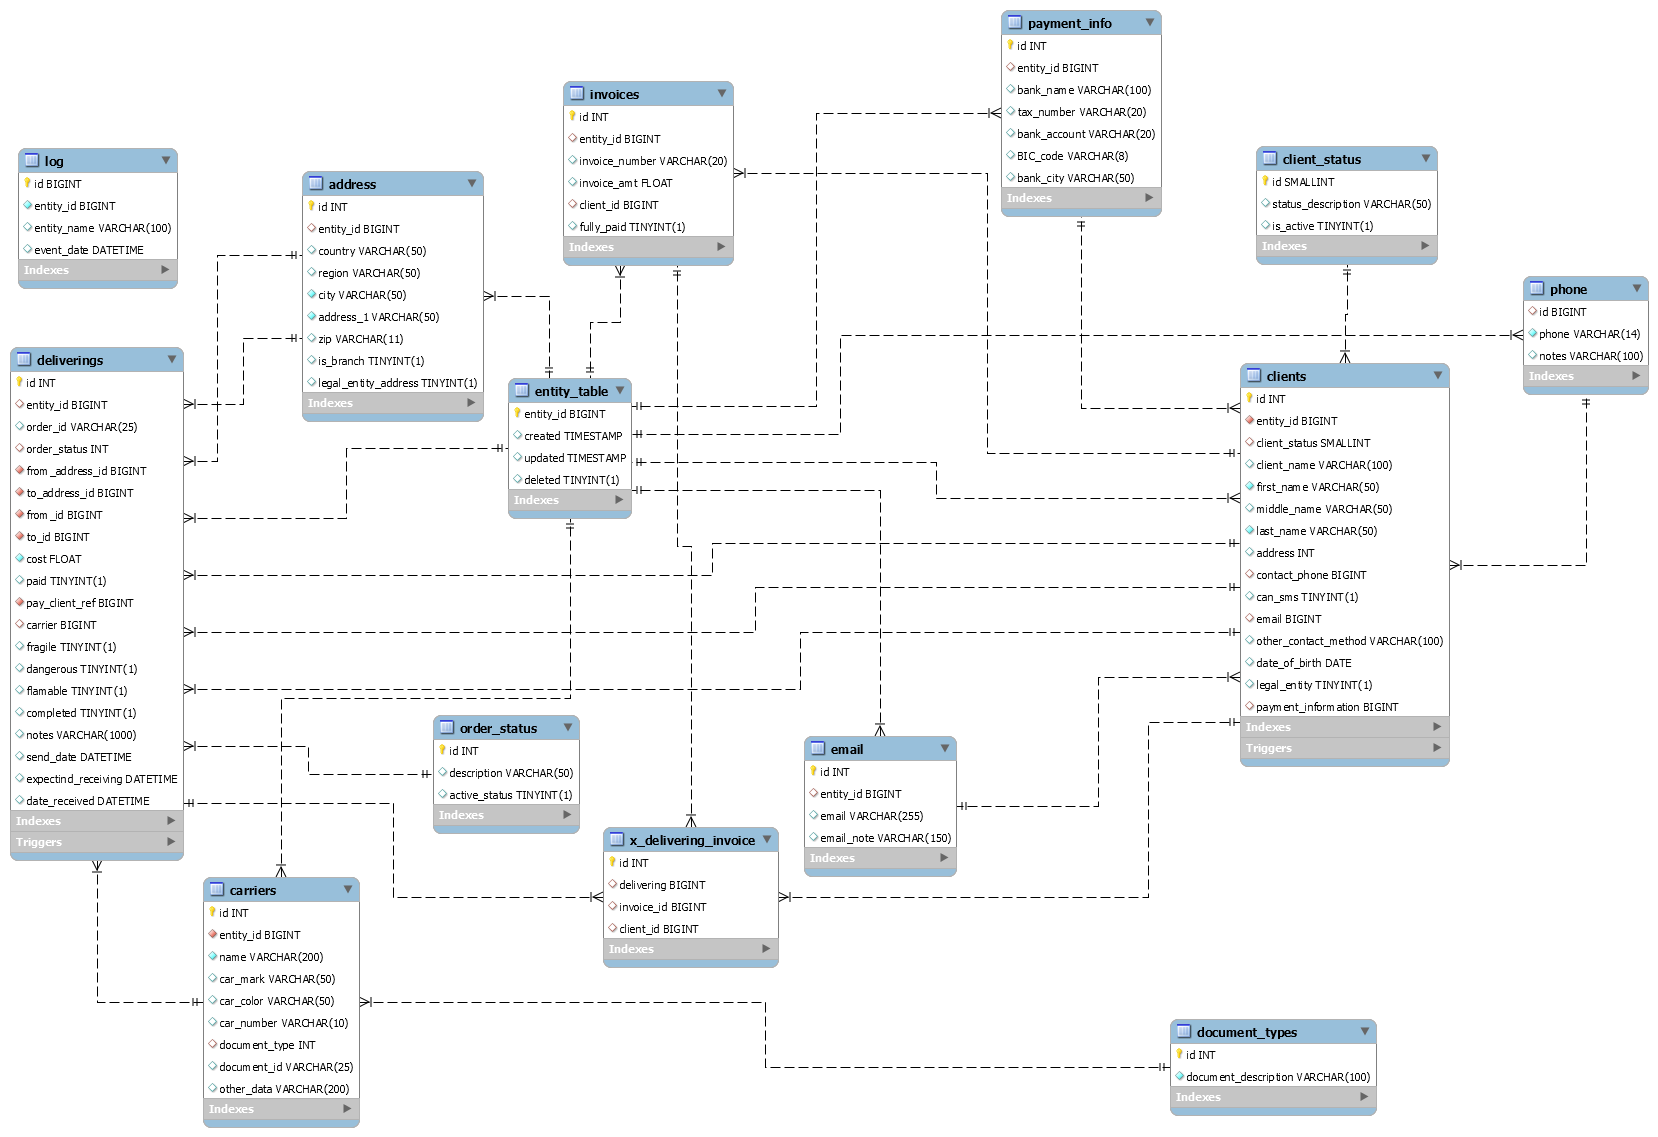 payment_info
id INT
entity_id BIGINT
bank_name VARCHAR(100)
tax_number VARCHAR(20)
bank_account VARCHAR(20)
BIC_code VARCHAR(8)
bank_city VARCHAR(50)
Indexes
invoices
id INT
entity_id BIGINT
invoice_number VARCHAR(20)
invoice_amt FLOAT
client_id BIGINT
fully_paid TINYINT(1)
Indexes
client_status
id SMALLINT
status_description VARCHAR(50)
is_active TINYINT(1)
Indexes
log
id BIGINT
entity_id BIGINT
entity_name VARCHAR(100)
event_date DATETIME
Indexes
address
id INT
entity_id BIGINT
country VARCHAR(50)
region VARCHAR(50)
city VARCHAR(50)
address_1 VARCHAR(50)
zip VARCHAR(11)
is_branch TINYINT(1)
legal_entity_address TINYINT(1)
Indexes
phone
id BIGINT
phone VARCHAR(14)
notes VARCHAR(100)
Indexes
deliverings
id INT
entity_id BIGINT
order_id VARCHAR(25)
order_status INT
from_address_id BIGINT
to_address_id BIGINT
from_id BIGINT
to_id BIGINT
cost FLOAT
paid TINYINT(1)
pay_client_ref BIGINT
carrier BIGINT
fragile TINYINT(1)
dangerous TINYINT(1)
flamable TINYINT(1)
completed TINYINT(1)
notes VARCHAR(1000)
send_date DATETIME
expectind_receiving DATETIME
date_received DATETIME
Indexes
Triggers
entity_table
entity_id BIGINT
created TIMESTAMP
updated TIMESTAMP
deleted TINYINT(1)
Indexes
clients
id INT
entity_id BIGINT
client_status SMALLINT
client_name VARCHAR(100)
first_name VARCHAR(50)
middle_name VARCHAR(50)
last_name VARCHAR(50)
address INT
contact_phone BIGINT
can_sms TINYINT(1)
email BIGINT
other_contact_method VARCHAR(100)
date_of_birth DATE
legal_entity TINYINT(1)
payment_information BIGINT
Indexes
Triggers
order_status
id INT
description VARCHAR(50)
active_status TINYINT(1)
Indexes
email
id INT
entity_id BIGINT
email VARCHAR(255)
email_note VARCHAR(150)
Indexes
x_delivering_invoice
id INT
delivering BIGINT
invoice_id BIGINT
client_id BIGINT
Indexes
carriers
id INT
entity_id BIGINT
name VARCHAR(200)
car_mark VARCHAR(50)
car_color VARCHAR(50)
car_number VARCHAR(10)
document_type INT
document_id VARCHAR(25)
other_data VARCHAR(200)
Indexes
document_types
id INT
document_description VARCHAR(100)
Indexes